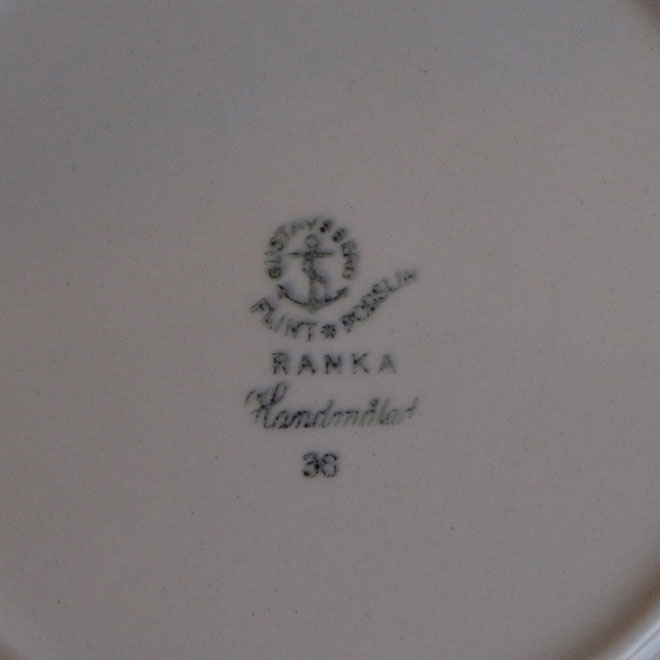 GUSTAVSBERG
FLINT * PORSLIN
RANKA
Handmålad
36